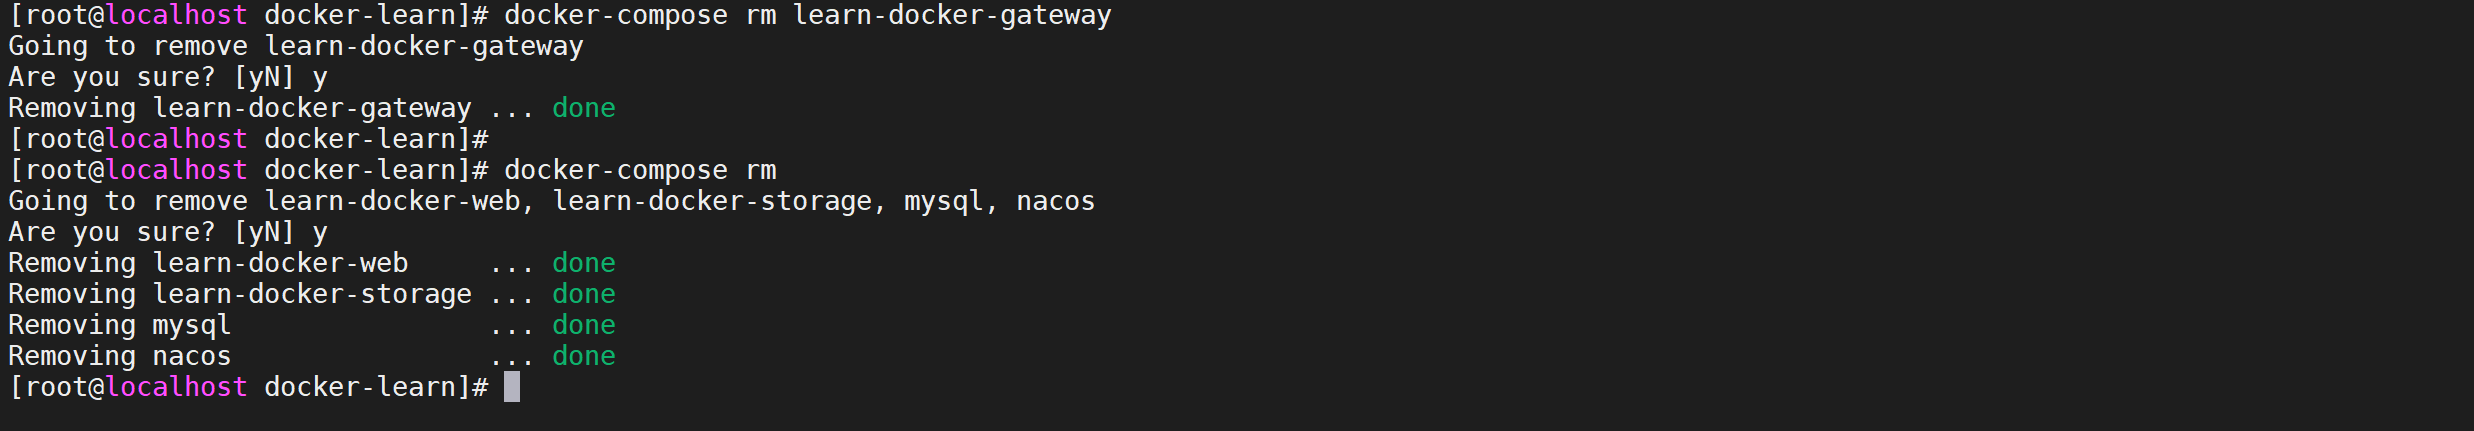 [root@localhost docker-learn]# docker-compose rm learn-docker-gateway
Going to remove learn-docker-gateway
Are you sure? [yN] y
Removing learn-docker-gateway ... done
[root@localhost docker-learn]#
[root@localhost docker-learn]# docker-compose rm
Going to remove learn-docker-web, learn-docker-storage, mysql, nacos
Are you sure? [yN] y
Removing learn-docker-web     ... done
Removing learn-docker-storage ... done
Removing mysql                ... done
Removing nacos                ... done
[root@localhost docker-learn]#